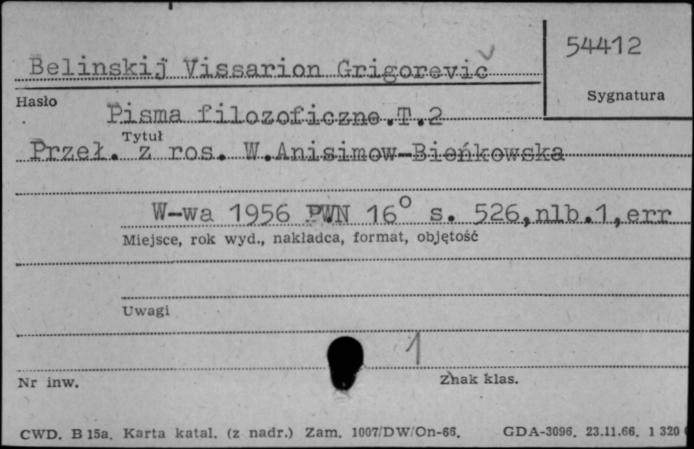 54412
Belinskij Vissarion Grigorevič
Hasło
Sygnatura
Pisma filozoficzne.T.2
Tytuł
Przeł. z ros. W.Anisimow-Bieńkowska
W-wa 1956 PWN 16° s. 526,nlb.1,err
Miejsce, rok wyd., nakładca, format, objętość
Uwagi
1
Nr inw.
Znak klas.
CWD. B 15a. Karta katal. (z nadr.) Zam. 1007/DW/On-66. GDA-3096. 23.11.66. 1 320